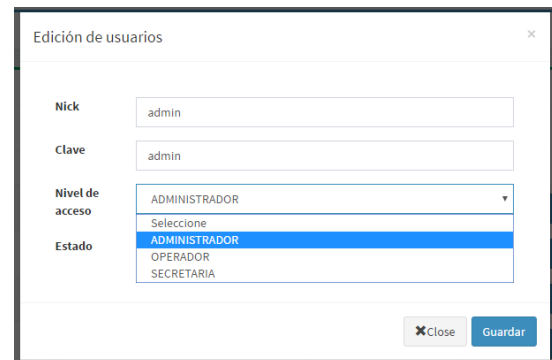 Edición de usuarios ×
Nick admin
Clave admin
Nivel de acceso ADMINISTRADOR
Seleccione
ADMINISTRADOR
Estado OPERADOR
SECRETARIA
Close Guardar